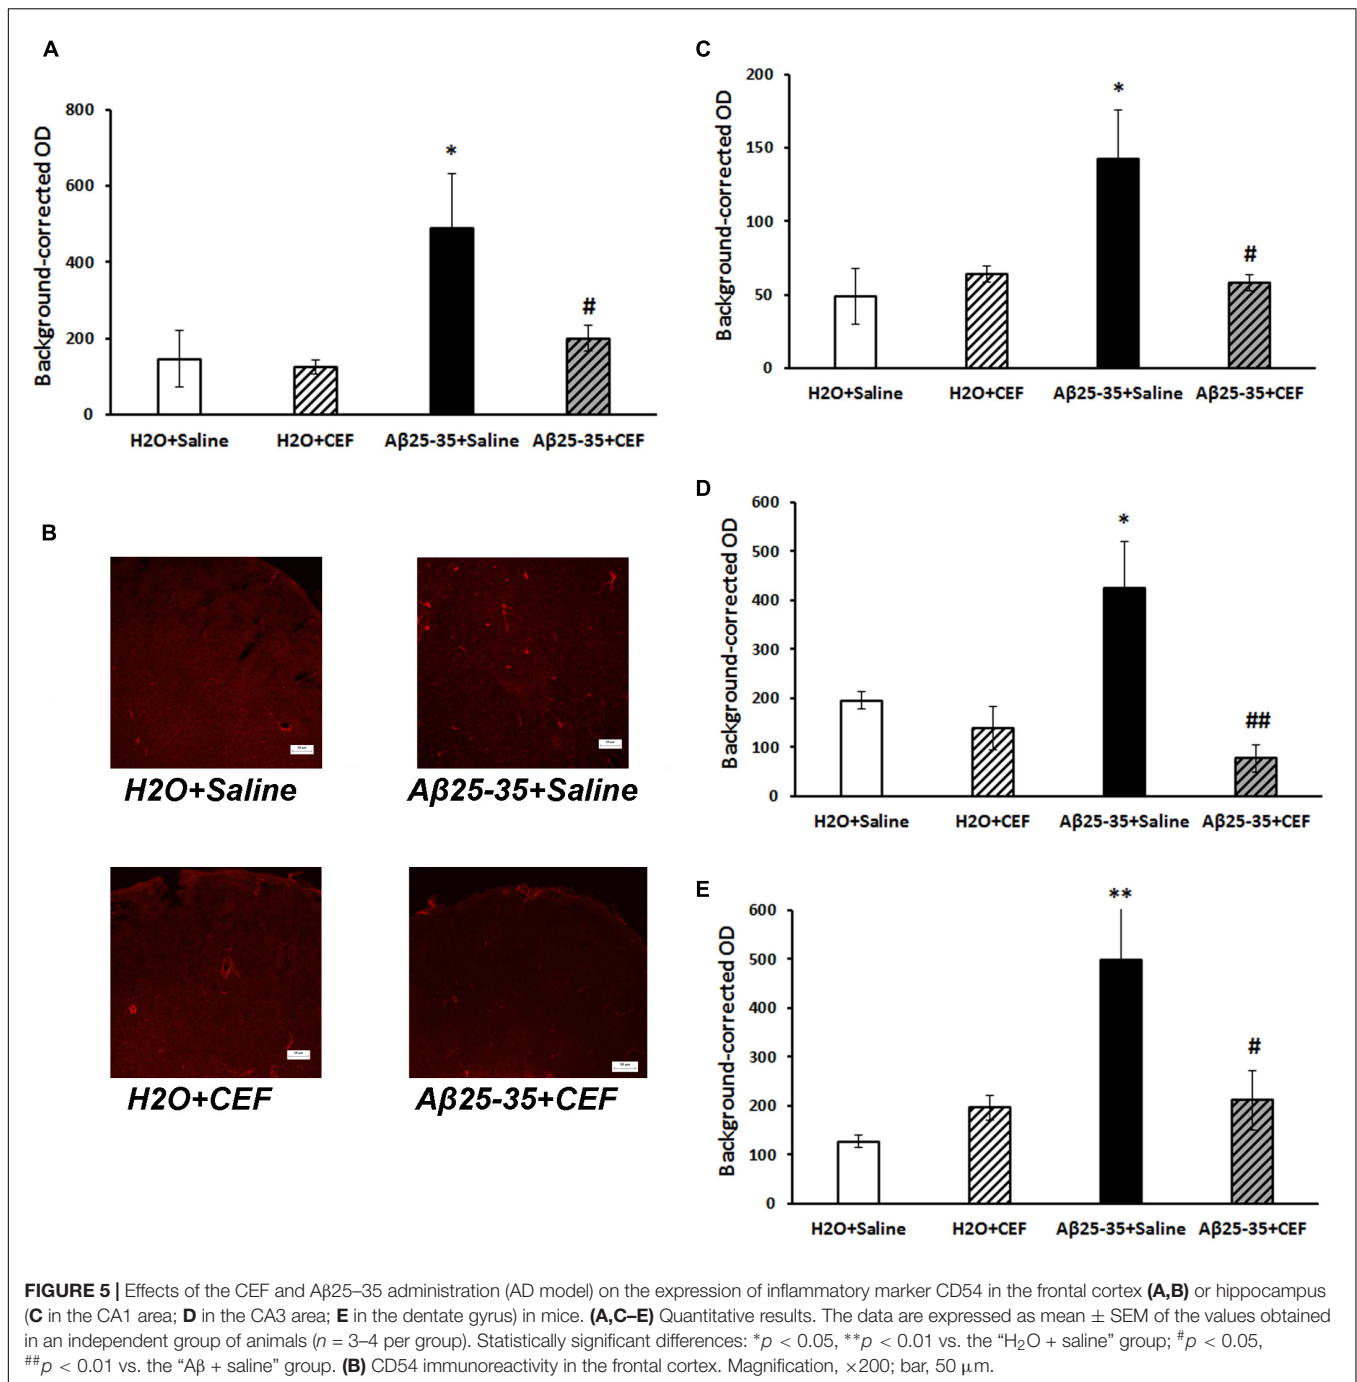 A
Background-corrected OD
800
600
400
200
0
*
#
H2O+Saline H2O+CEF Aβ25-35+Saline Aβ25-35+CEF
B
H2O+Saline
Aβ25-35+Saline
H2O+CEF
Aβ25-35+CEF
C
Background-corrected OD
200
150
100
50
0
*
#
H2O+Saline H2O+CEF Aβ25-35+Saline Aβ25-35+CEF
D
Background-corrected OD
600
500
400
300
200
100
0
*
##
H2O+Saline H2O+CEF Aβ25-35+Saline Aβ25-35+CEF
E
Background-corrected OD
600
500
400
300
200
100
0
**
#
H2O+Saline H2O+CEF Aβ25-35+Saline Aβ25-35+CEF
FIGURE 5 | Effects of the CEF and Aβ25–35 administration (AD model) on the expression of inflammatory marker CD54 in the frontal cortex (A,B) or hippocampus
(C in the CA1 area; D in the CA3 area; E in the dentate gyrus) in mice. (A,C–E) Quantitative results. The data are expressed as mean ± SEM of the values obtained
in an independent group of animals (n = 3–4 per group). Statistically significant differences: *p < 0.05, **p < 0.01 vs. the “H₂O + saline” group; #p < 0.05,
##p < 0.01 vs. the “Aβ + saline” group. (B) CD54 immunoreactivity in the frontal cortex. Magnification, ×200; bar, 50 μm.